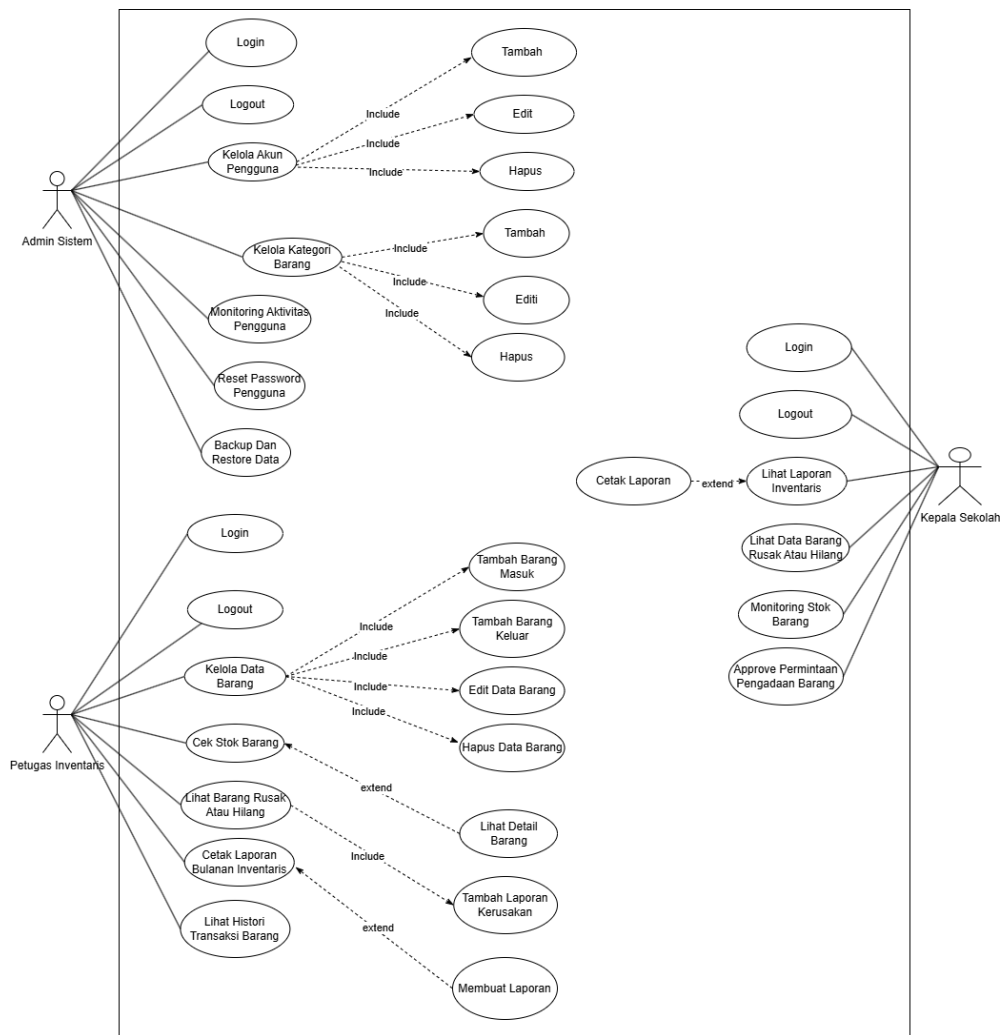 Login
Tambah
Logout
Include
Edit
Kelola Akun
Pengguna
Include
Include
Hapus
Admin Sistem
Tambah
Kelola Kategori
Barang
Include
Include
Editi
Monitoring Aktivitas
Pengguna
Include
Hapus
Reset Password
Pengguna
Backup Dan
Restore Data
Login
Logout
Cetak Laporan
extend
Lihat Laporan
Inventaris
Kepala Sekolah
Lihat Data Barang
Rusak Atau Hilang
Monitoring Stok
Barang
Approve Permintaan
Pengadaan Barang
Login
Tambah Barang
Masuk
Logout
Include
Tambah Barang
Keluar
Include
Kelola Data
Barang
Include
Edit Data Barang
Include
Hapus Data Barang
Petugas Inventaris
Cek Stok Barang
extend
Lihat Barang Rusak
Atau Hilang
Lihat Detail
Barang
Include
Cetak Laporan
Bulanan Inventaris
Tambah Laporan
Kerusakan
Lihat Histori
Transaksi Barang
extend
Membuat Laporan